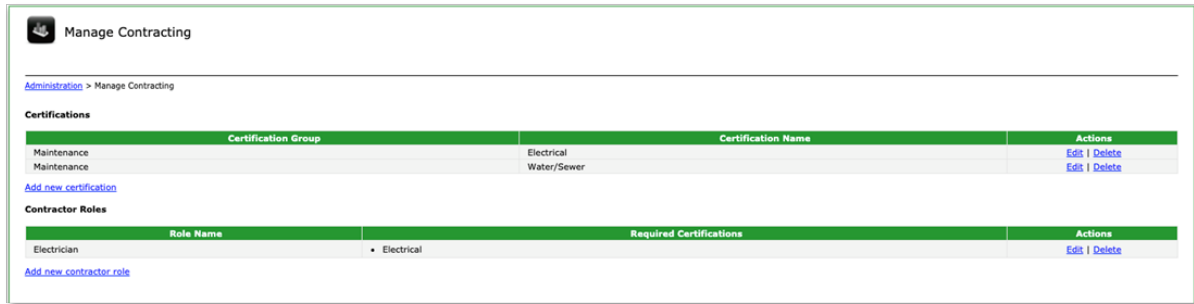 Manage Contracting
Administration > Manage Contracting
Certifications
Certification Group Certification Name Actions
Maintenance Electrical Edit | Delete
Maintenance Water/Sewer Edit | Delete
Add new certification
Contractor Roles
Role Name Required Certifications Actions
Electrician • Electrical Edit | Delete
Add new contractor role